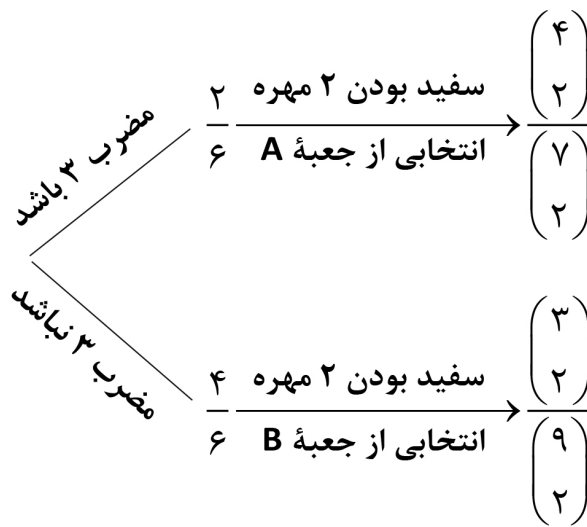 مضرب ۳ باشد
۲
۶
سفید بودن ۲ مهره
انتخابی از جعبهٔ A
(۴ ۲)
(۷ ۲)
مضرب ۳ نباشد
۴
۶
سفید بودن ۲ مهره
انتخابی از جعبهٔ B
(۳ ۲)
(۹ ۲)